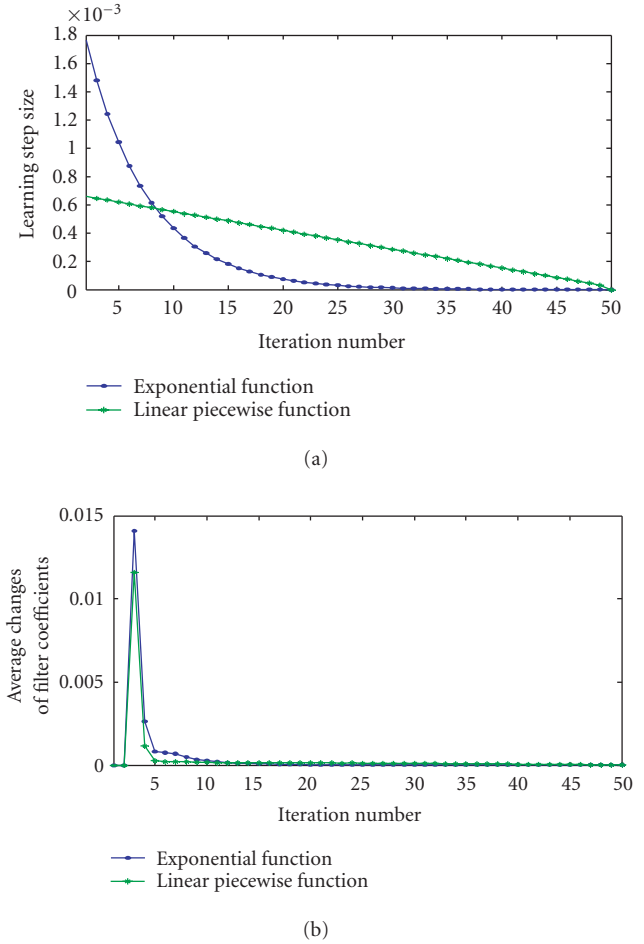 ×10⁻³
1.8
1.6
1.4
1.2
1
0.8
0.6
0.4
0.2
0
Learning step size
5 10 15 20 25 30 35 40 45 50
Iteration number
Exponential function
Linear piecewise function
(a)
0.015
0.01
0.005
0
Average changes
of filter coefficients
5 10 15 20 25 30 35 40 45 50
Iteration number
Exponential function
Linear piecewise function
(b)